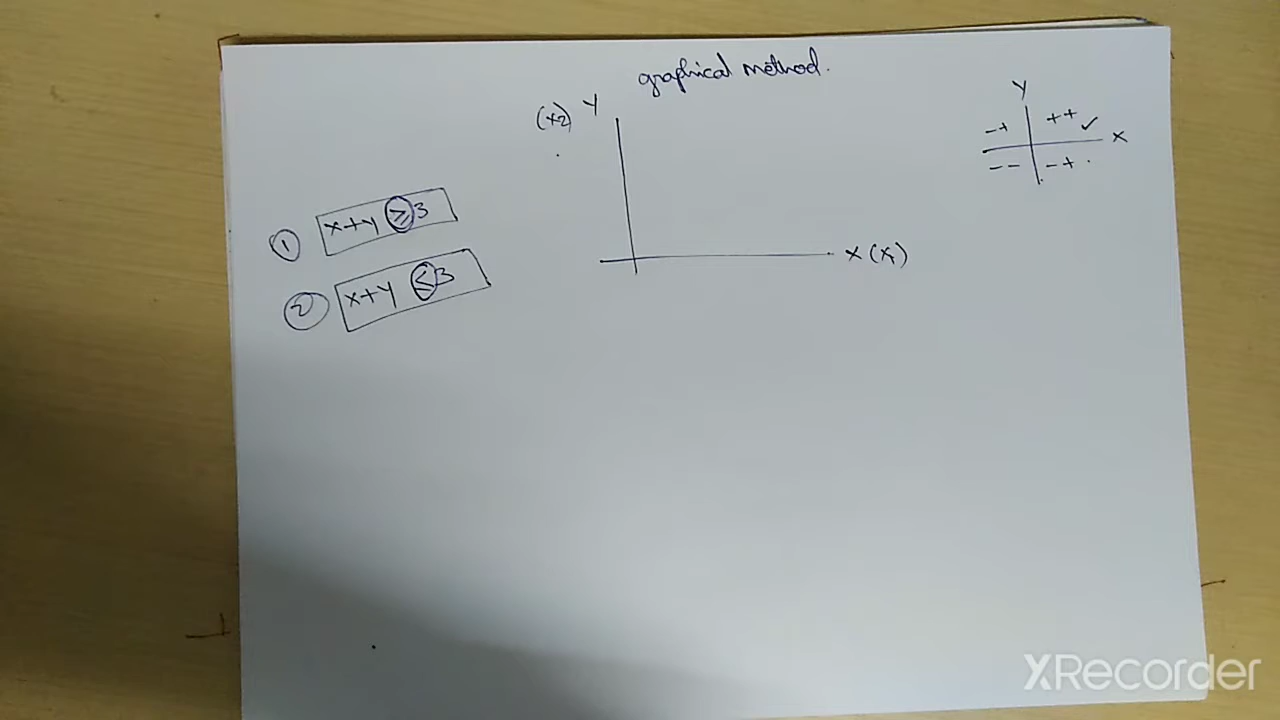 graphical method.
(x2) Y
X (x1)
① x+y ≥ 3
② x+y ≤ 3
Y
-+ ++ ✓
X
-- -+
XRecorder